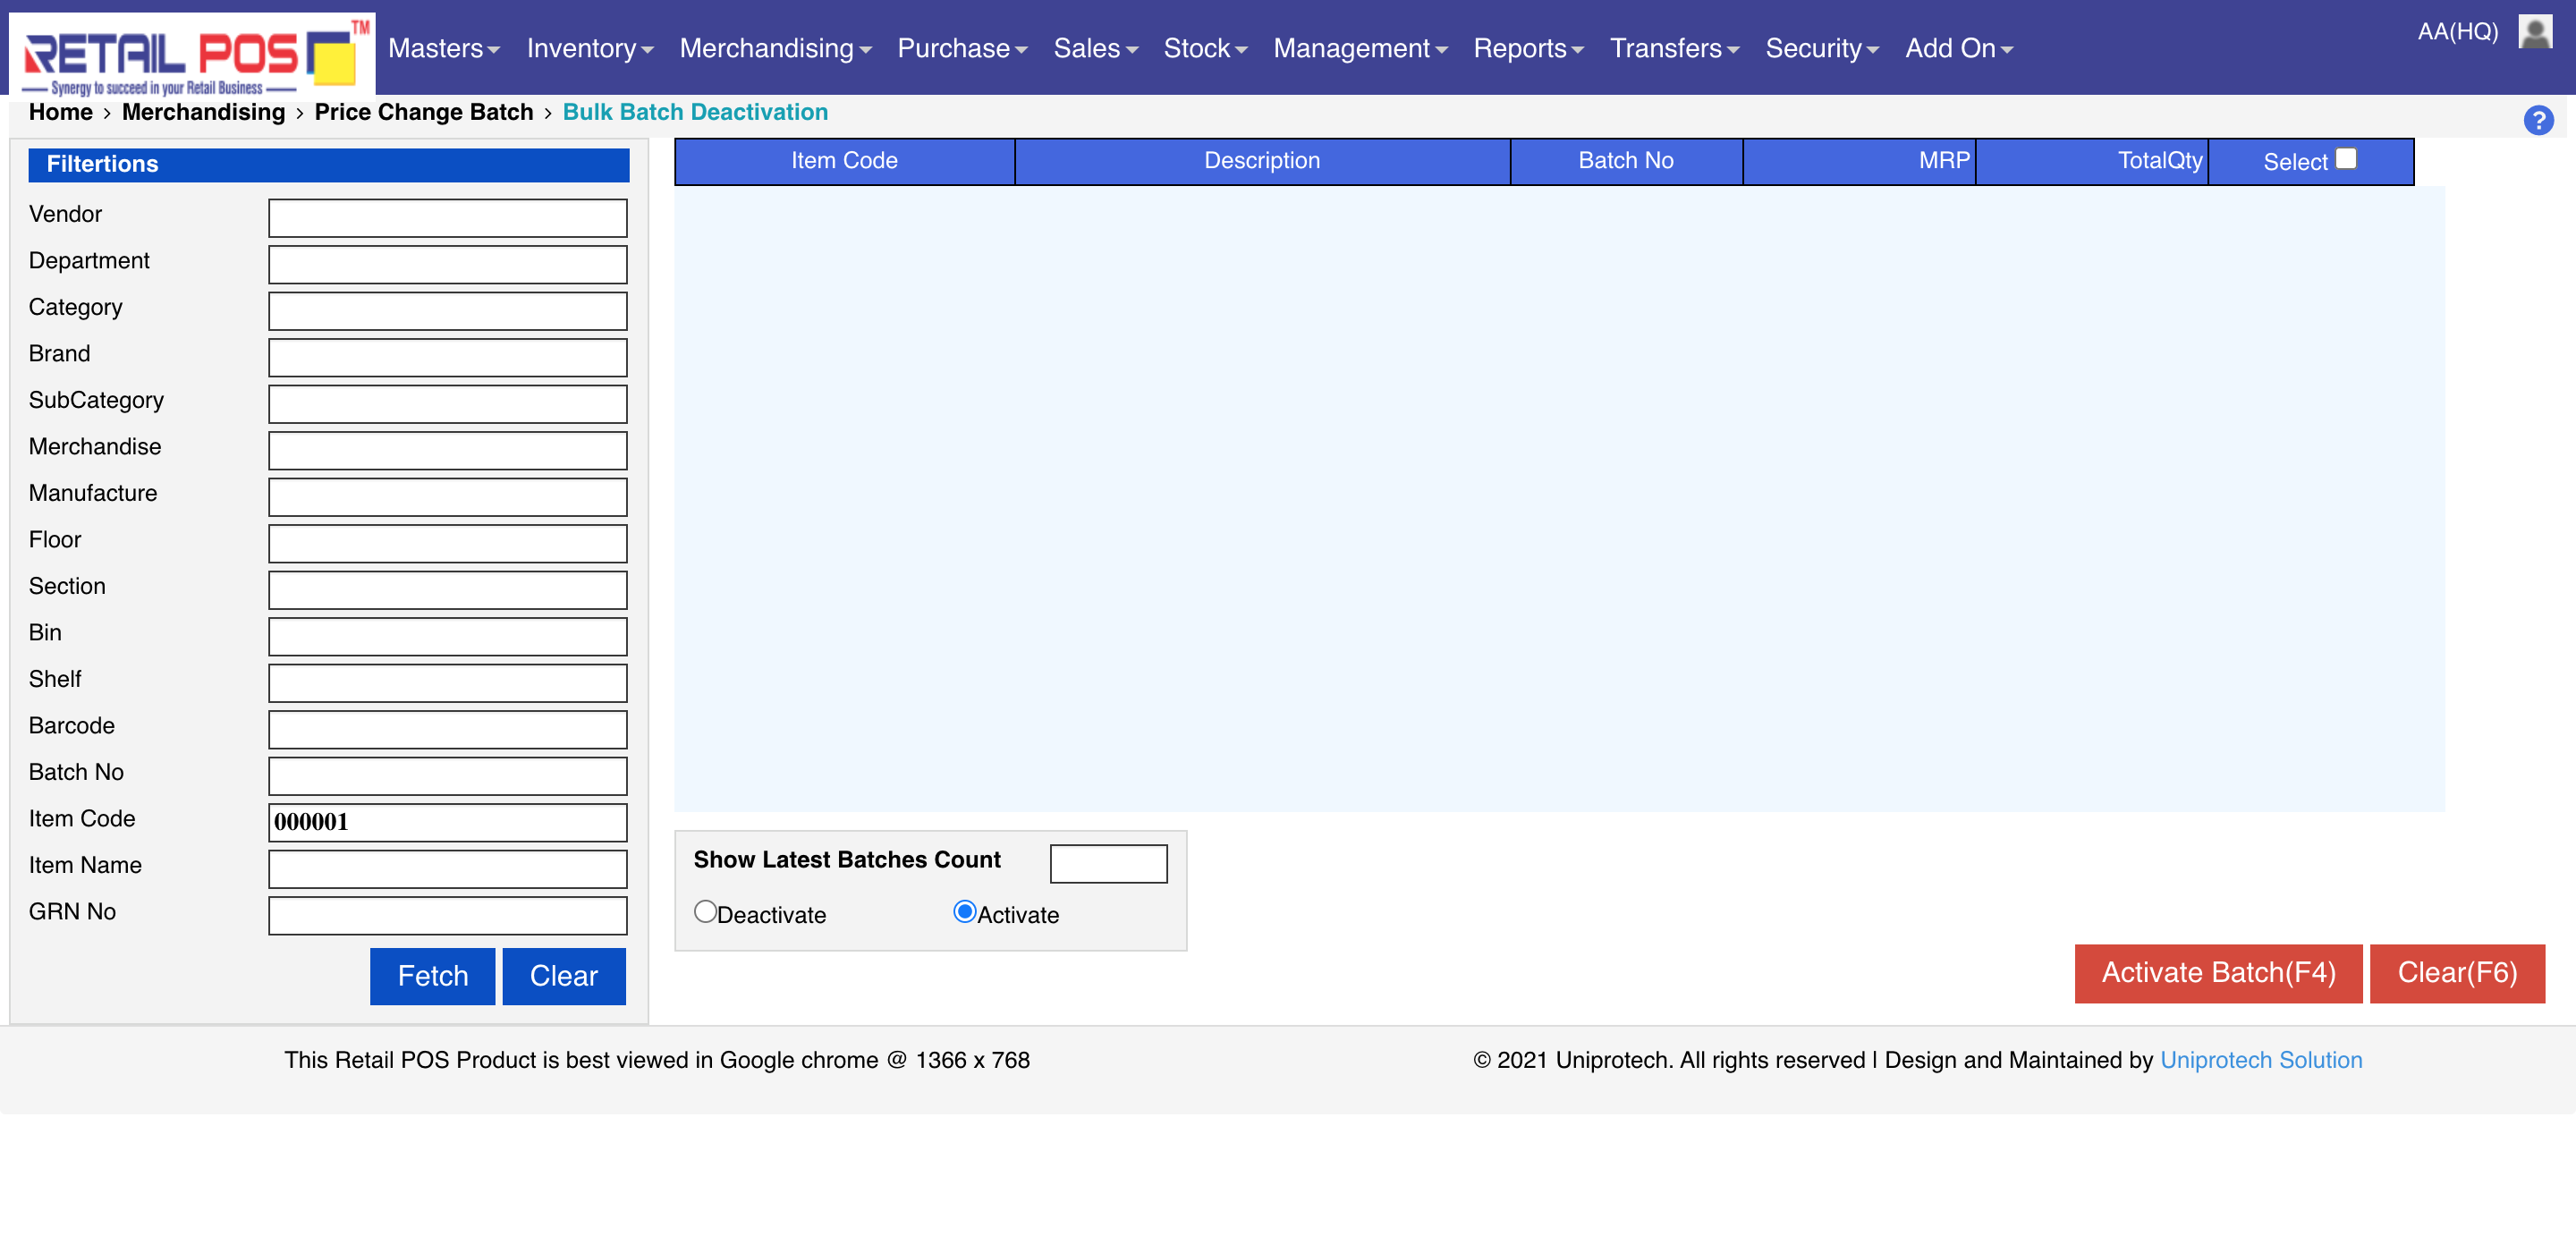 RETAIL POS TM
Synergy to succeed in your Retail Business
Masters Inventory Merchandising Purchase Sales Stock Management Reports Transfers Security Add On
AA(HQ)
Home › Merchandising › Price Change Batch › Bulk Batch Deactivation
?
Filtertions
Vendor
Department
Category
Brand
SubCategory
Merchandise
Manufacture
Floor
Section
Bin
Shelf
Barcode
Batch No
Item Code 000001
Item Name
GRN No
Fetch Clear
Item Code Description Batch No MRP TotalQty Select
Show Latest Batches Count
Deactivate Activate
Activate Batch(F4) Clear(F6)
This Retail POS Product is best viewed in Google chrome @ 1366 x 768
© 2021 Uniprotech. All rights reserved | Design and Maintained by Uniprotech Solution